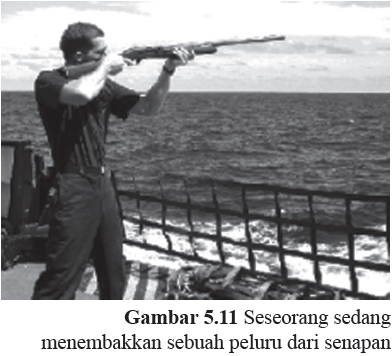 Gambar 5.11 Seseorang sedang
menembakkan sebuah peluru dari senapan